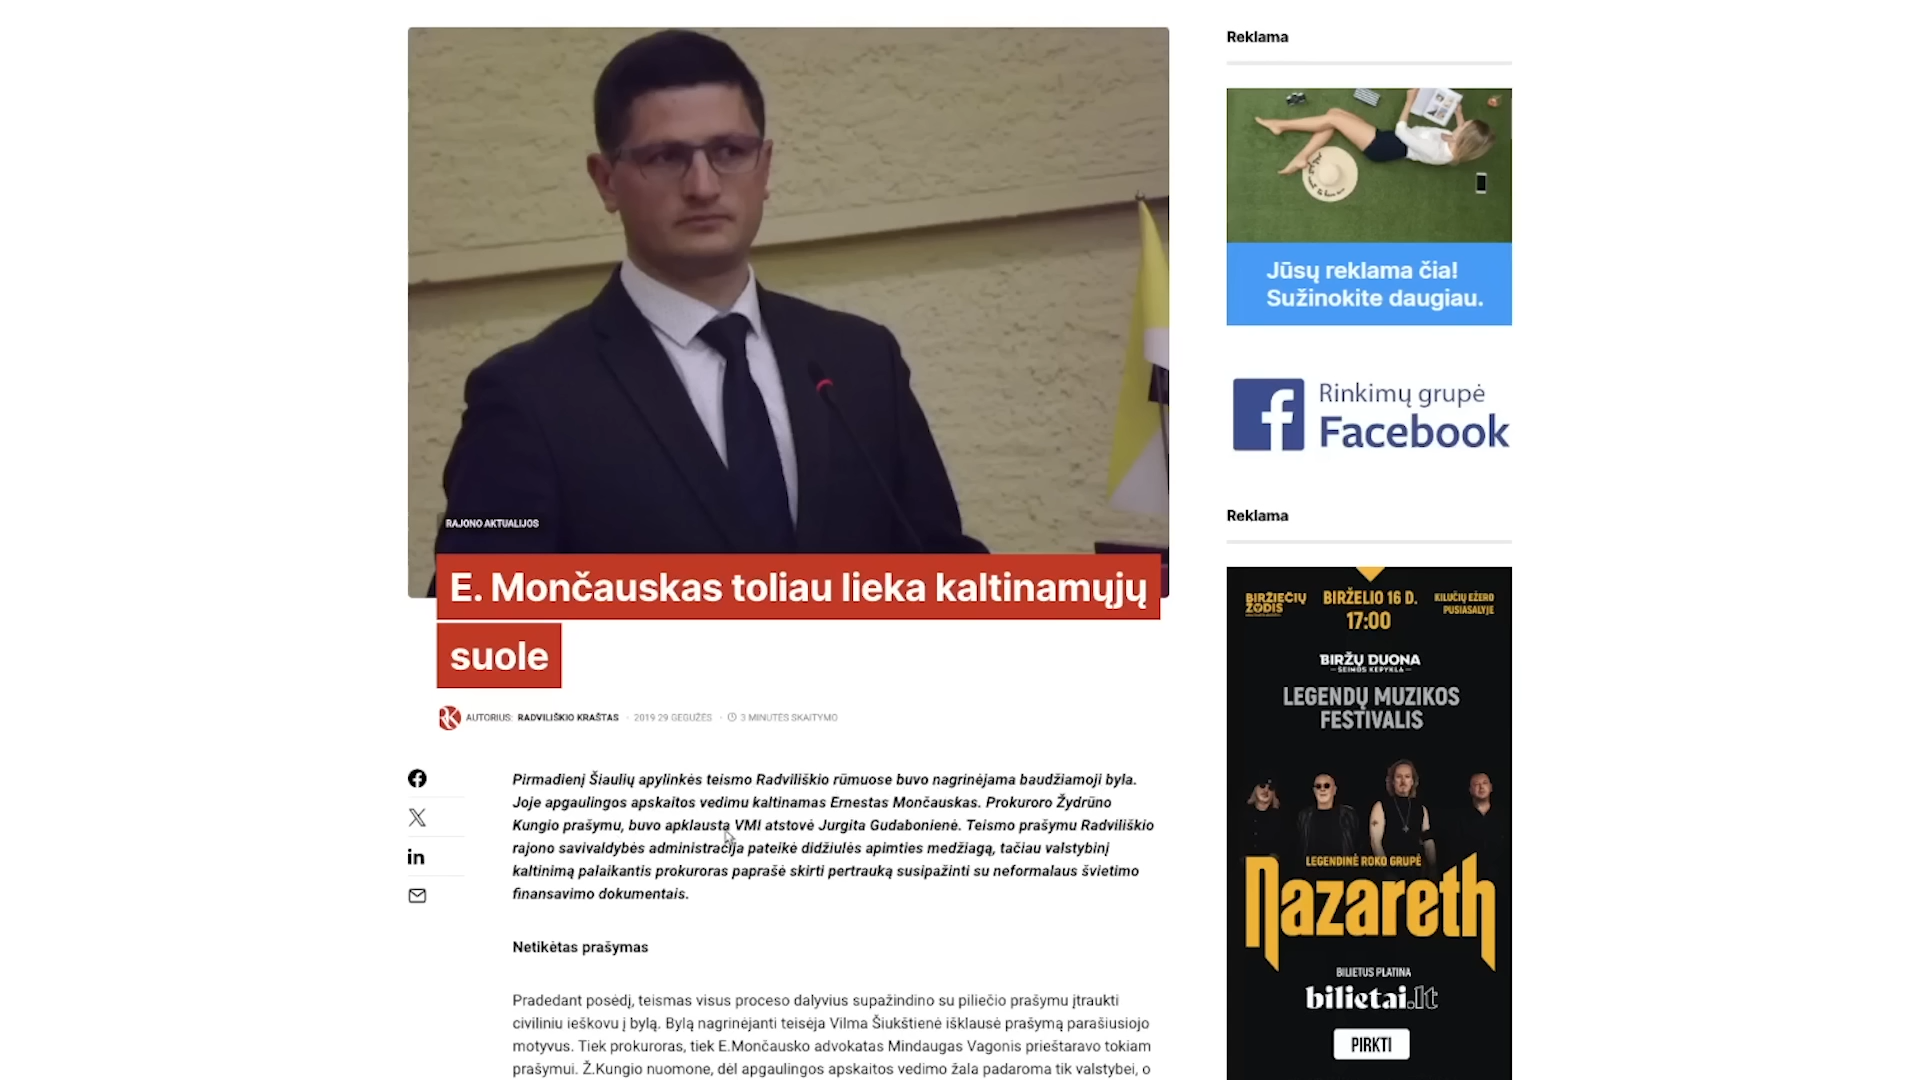 RAJONO AKTUALIJOS
E. Mončauskas toliau lieka kaltinamųjų
suole
AUTORIUS: RADVILIŠKIO KRAŠTAS · 2019 29 GEGUŽĖS · 3 MINUTĖS SKAITYMO
Pirmadienį Šiaulių apylinkės teismo Radviliškio rūmuose buvo nagrinėjama baudžiamoji byla.
Joje apgaulingos apskaitos vedimu kaltinamas Ernestas Mončauskas. Prokuroro Žydrūno
Kungio prašymu, buvo apklausta VMI atstovė Jurgita Gudabonienė. Teismo prašymu Radviliškio
rajono savivaldybės administracija pateikė didžiulės apimties medžiagą, tačiau valstybinį
kaltinimą palaikantis prokuroras paprašė skirti pertrauką susipažinti su neformalaus švietimo
finansavimo dokumentais.
Netikėtas prašymas
Pradedant posėdį, teismas visus proceso dalyvius supažindino su piliečio prašymu įtraukti
civiliniu ieškovu į bylą. Bylą nagrinėjanti teisėja Vilma Šiukštienė išklausė prašymą parašiusiojo
motyvus. Tiek prokuroras, tiek E.Mončausko advokatas Mindaugas Vagonis prieštaravo tokiam
prašymui. Ž.Kungio nuomone, dėl apgaulingos apskaitos vedimo žala padaroma tik valstybei, o
Reklama
Jūsų reklama čia!
Sužinokite daugiau.
Rinkimų grupė
Facebook
Reklama
BIRŽIEČIŲ
ŽODIS
BIRŽELIO 16 D.
17:00
KILUČIŲ EŽERO
PUSIASALYJE
BIRŽŲ DUONA
SEIMOS KEPYKLA
LEGENDŲ MUZIKOS
FESTIVALIS
LEGENDINĖ ROKO GRUPĖ
Nazareth
BILIETUS PLATINA
bilietai.lt
PIRKTI